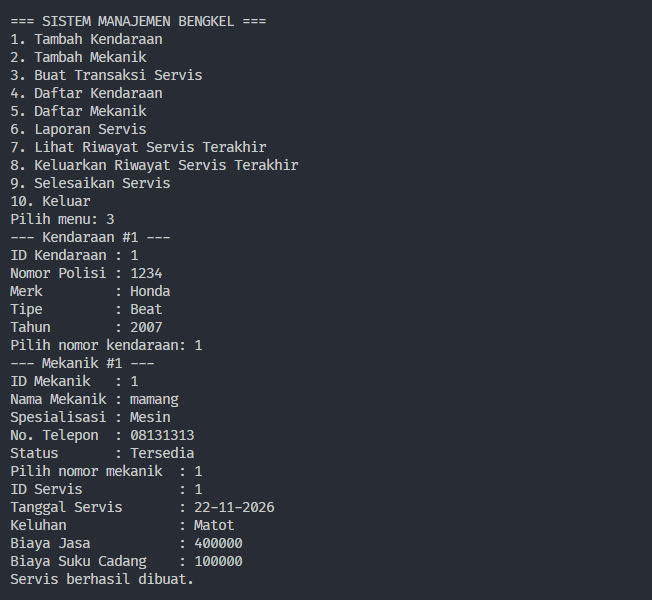 === SISTEM MANAJEMEN BENGKEL ===
1. Tambah Kendaraan
2. Tambah Mekanik
3. Buat Transaksi Servis
4. Daftar Kendaraan
5. Daftar Mekanik
6. Laporan Servis
7. Lihat Riwayat Servis Terakhir
8. Keluarkan Riwayat Servis Terakhir
9. Selesaikan Servis
10. Keluar
Pilih menu: 3
--- Kendaraan #1 ---
ID Kendaraan : 1
Nomor Polisi : 1234
Merk         : Honda
Tipe         : Beat
Tahun        : 2007
Pilih nomor kendaraan: 1
--- Mekanik #1 ---
ID Mekanik   : 1
Nama Mekanik : mamang
Spesialisasi : Mesin
No. Telepon  : 08131313
Status       : Tersedia
Pilih nomor mekanik  : 1
ID Servis            : 1
Tanggal Servis       : 22-11-2026
Keluhan              : Matot
Biaya Jasa           : 400000
Biaya Suku Cadang    : 100000
Servis berhasil dibuat.